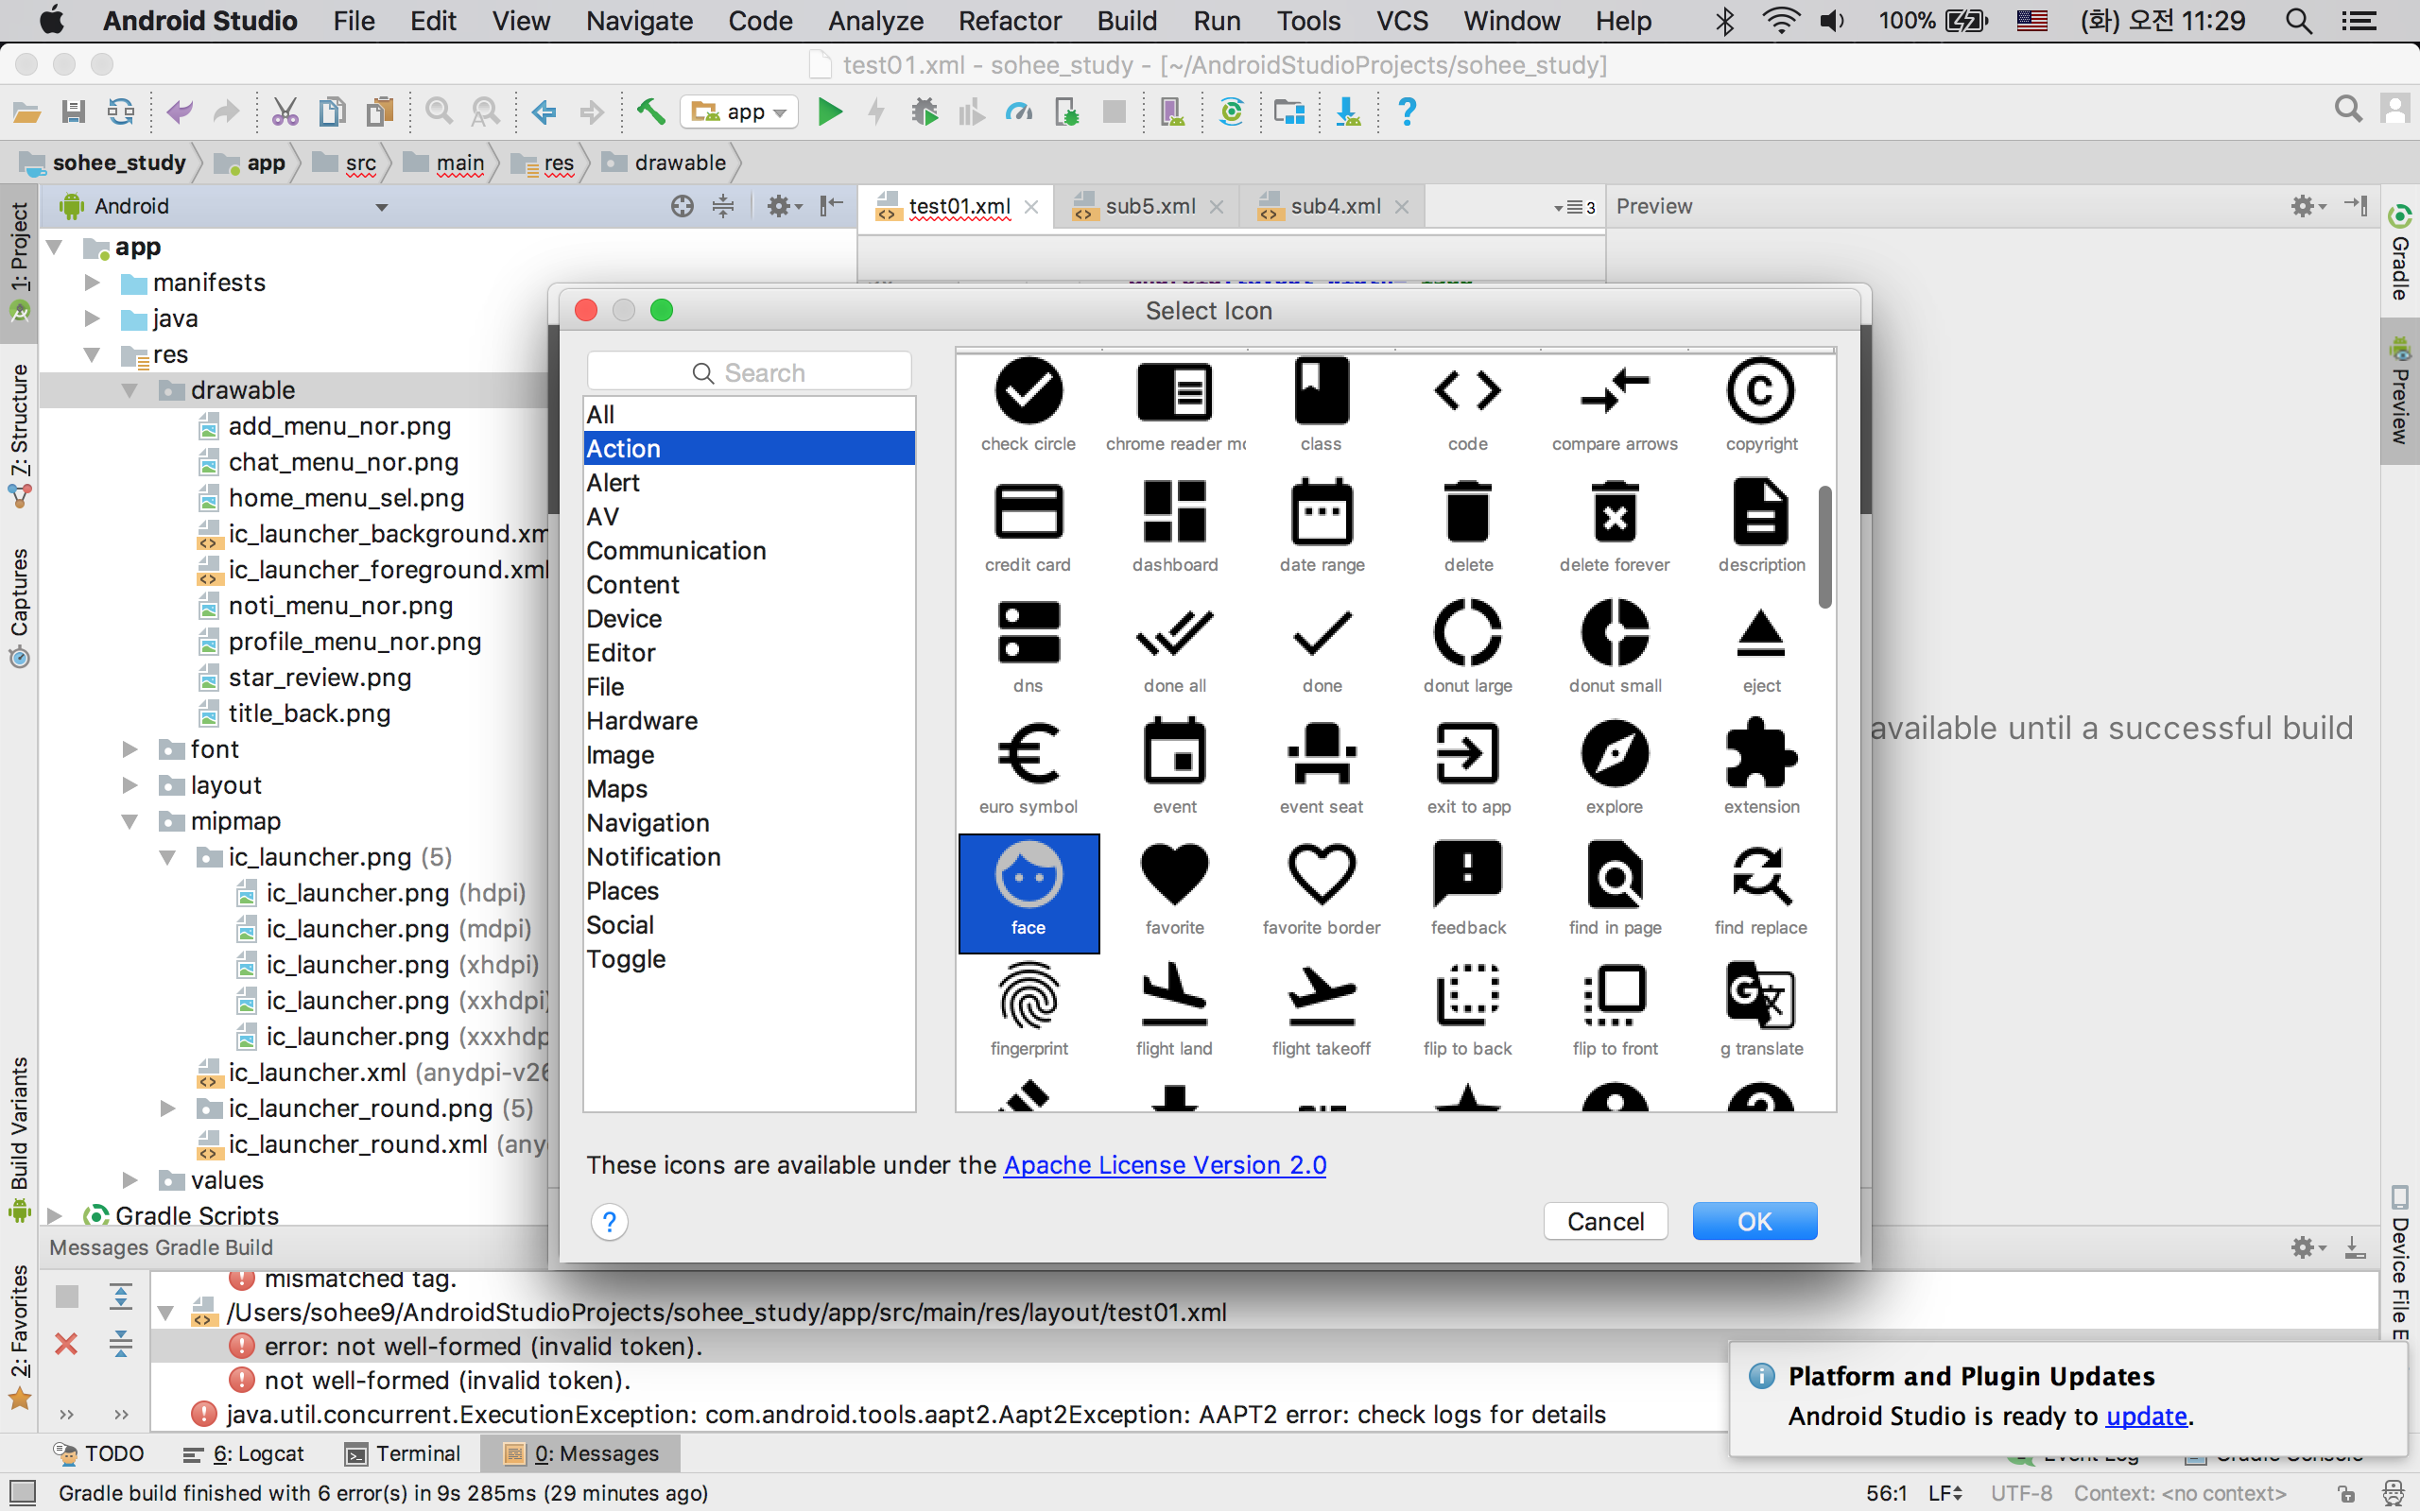 Android Studio File Edit View Navigate Code Analyze Refactor Build Run Tools VCS Window Help 100% (화) 오전 11:29
test01.xml - sohee_study - [~/AndroidStudioProjects/sohee_study]
app
sohee_study app src main res drawable
Android
test01.xml sub5.xml sub4.xml 3 Preview
1: Project
7: Structure
Captures
Build Variants
2: Favorites
app
manifests
java
res
drawable
add_menu_nor.png
chat_menu_nor.png
home_menu_sel.png
ic_launcher_background.xm
ic_launcher_foreground.xml
noti_menu_nor.png
profile_menu_nor.png
star_review.png
title_back.png
font
layout
mipmap
ic_launcher.png (5)
ic_launcher.png (hdpi)
ic_launcher.png (mdpi)
ic_launcher.png (xhdpi)
ic_launcher.png (xxhdpi)
ic_launcher.png (xxxhdp
ic_launcher.xml (anydpi-v26
ic_launcher_round.png (5)
ic_launcher_round.xml (any
values
Gradle Scripts
Select Icon
Search
All
Action
Alert
AV
Communication
Content
Device
Editor
File
Hardware
Image
Maps
Navigation
Notification
Places
Social
Toggle
check circle chrome reader mo class code compare arrows copyright
credit card dashboard date range delete delete forever description
dns done all done donut large donut small eject
euro symbol event event seat exit to app explore extension
face favorite favorite border feedback find in page find replace
fingerprint flight land flight takeoff flip to back flip to front g translate
These icons are available under the Apache License Version 2.0
?
Cancel OK
available until a successful build
Gradle
Preview
Device File E
Messages Gradle Build
mismatched tag.
/Users/sohee9/AndroidStudioProjects/sohee_study/app/src/main/res/layout/test01.xml
error: not well-formed (invalid token).
not well-formed (invalid token).
java.util.concurrent.ExecutionException: com.android.tools.aapt2.Aapt2Exception: AAPT2 error: check logs for details
Platform and Plugin Updates
Android Studio is ready to update.
TODO 6: Logcat Terminal 0: Messages Event Log Gradle Console
Gradle build finished with 6 error(s) in 9s 285ms (29 minutes ago) 56:1 LF UTF-8 Context: <no context>